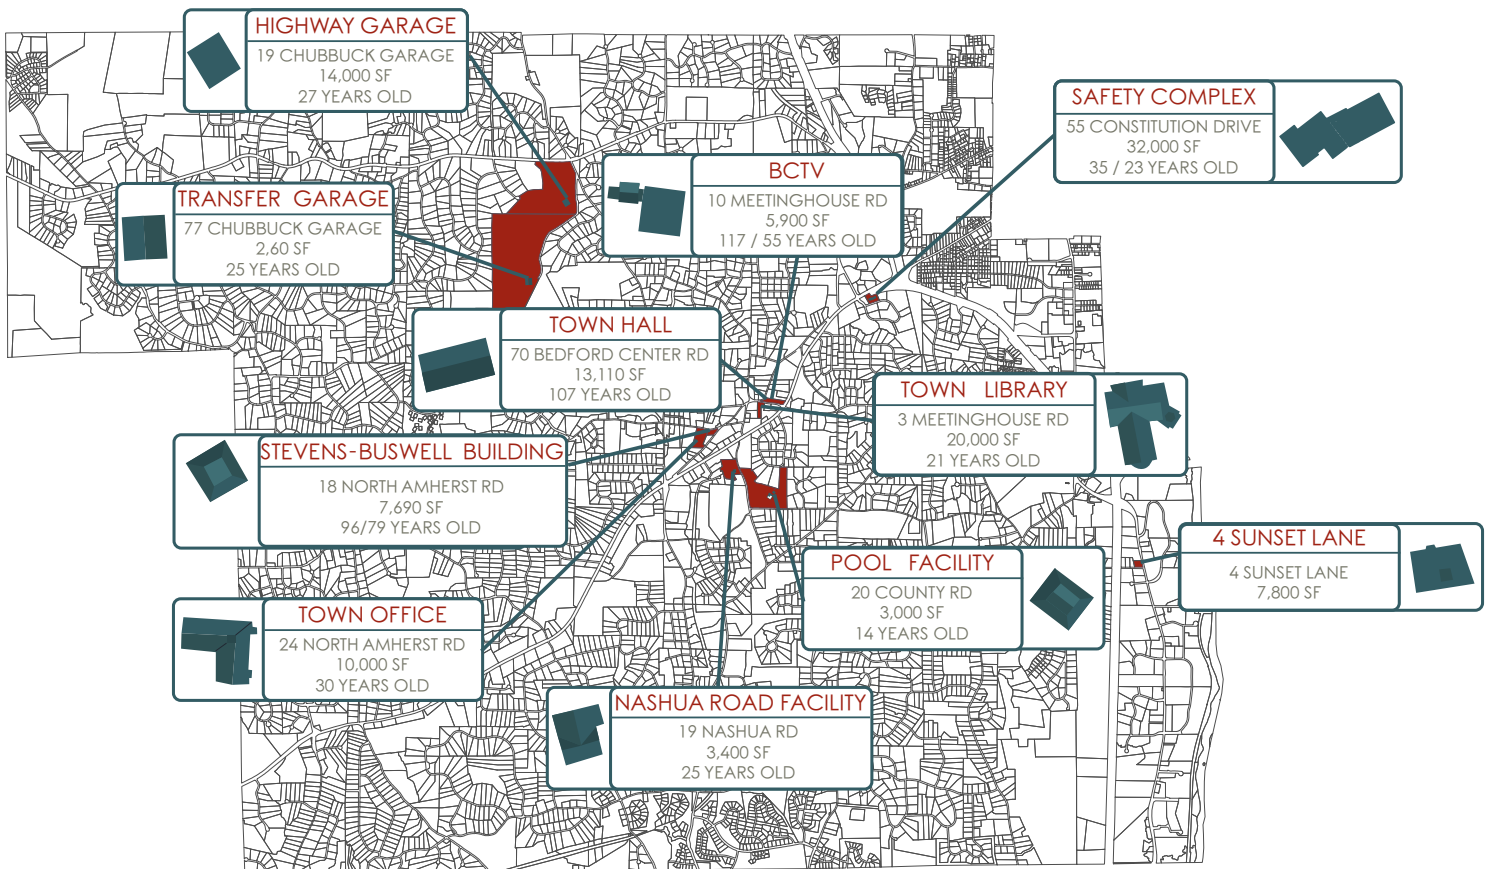 HIGHWAY GARAGE
19 CHUBBUCK GARAGE
14,000 SF
27 YEARS OLD
SAFETY COMPLEX
55 CONSTITUTION DRIVE
32,000 SF
35 / 23 YEARS OLD
BCTV
10 MEETINGHOUSE RD
5,900 SF
117 / 55 YEARS OLD
TRANSFER GARAGE
77 CHUBBUCK GARAGE
2,60 SF
25 YEARS OLD
TOWN HALL
70 BEDFORD CENTER RD
13,110 SF
107 YEARS OLD
TOWN LIBRARY
3 MEETINGHOUSE RD
20,000 SF
21 YEARS OLD
STEVENS-BUSWELL BUILDING
18 NORTH AMHERST RD
7,690 SF
96/79 YEARS OLD
4 SUNSET LANE
4 SUNSET LANE
7,800 SF
POOL FACILITY
20 COUNTY RD
3,000 SF
14 YEARS OLD
TOWN OFFICE
24 NORTH AMHERST RD
10,000 SF
30 YEARS OLD
NASHUA ROAD FACILITY
19 NASHUA RD
3,400 SF
25 YEARS OLD